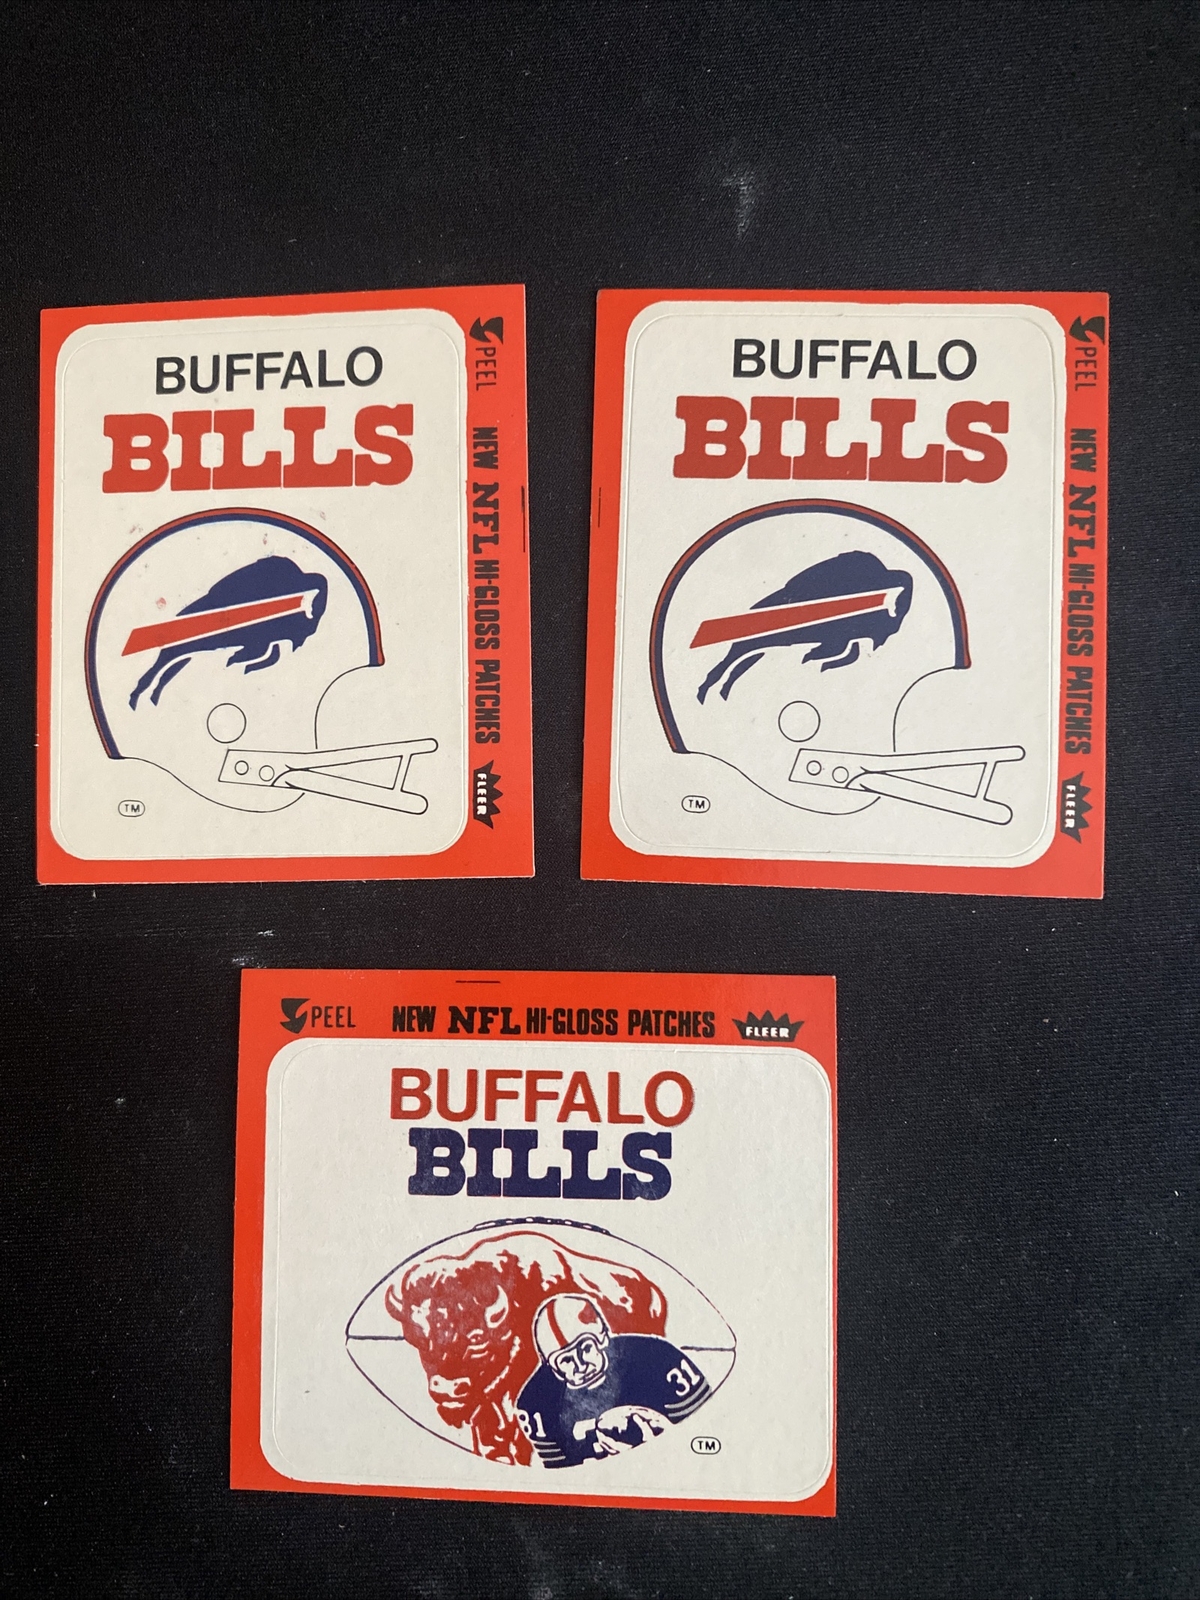 BUFFALO
BILLS
TM
PEEL
NEW NFL HI-GLOSS PATCHES
FLEER
BUFFALO
BILLS
TM
PEEL
NEW NFL HI-GLOSS PATCHES
FLEER
PEEL NEW NFL HI-GLOSS PATCHES FLEER
BUFFALO
BILLS
31
31
TM